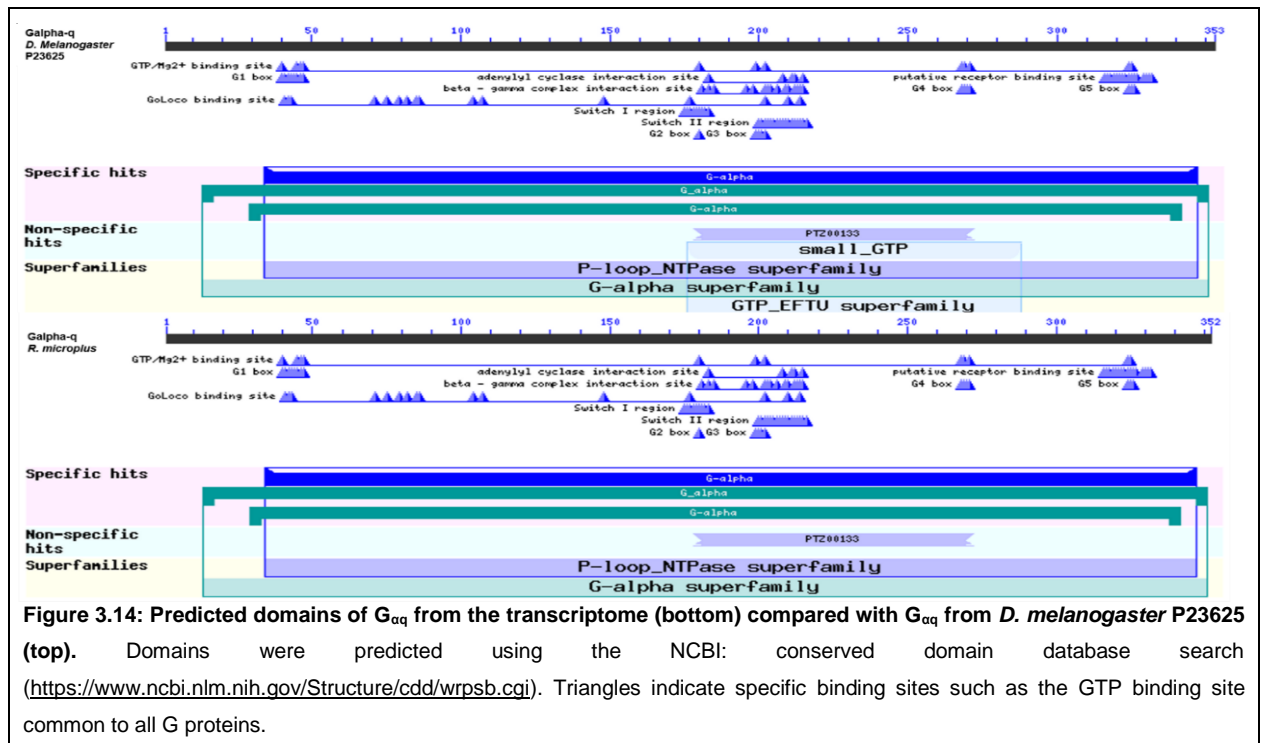 Galpha-q
D. Melanogaster
P23625
1 50 100 150 200 250 300 353
GTP/Mg2+ binding site
G1 box
adenylyl cyclase interaction site
putative receptor binding site
beta - gamma complex interaction site
G4 box
G5 box
GoLoco binding site
Switch I region
Switch II region
G2 box
G3 box
Specific hits
G-alpha
G_alpha
G-alpha
Non-specific
hits
PTZ00133
small_GTP
Superfamilies
P-loop_NTPase superfamily
G-alpha superfamily
GTP_EFTU superfamily
Galpha-q
R. microplus
1 50 100 150 200 250 300 352
GTP/Mg2+ binding site
G1 box
adenylyl cyclase interaction site
putative receptor binding site
beta - gamma complex interaction site
G4 box
G5 box
GoLoco binding site
Switch I region
Switch II region
G2 box
G3 box
Specific hits
G-alpha
G_alpha
G-alpha
Non-specific
hits
PTZ00133
Superfamilies
P-loop_NTPase superfamily
G-alpha superfamily
Figure 3.14: Predicted domains of Gαq from the transcriptome (bottom) compared with Gαq from D. melanogaster P23625
(top). Domains were predicted using the NCBI: conserved domain database search
(https://www.ncbi.nlm.nih.gov/Structure/cdd/wrpsb.cgi). Triangles indicate specific binding sites such as the GTP binding site
common to all G proteins.